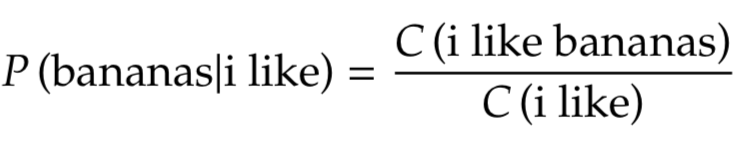 P (bananas|i like) = C (i like bananas) / C (i like)